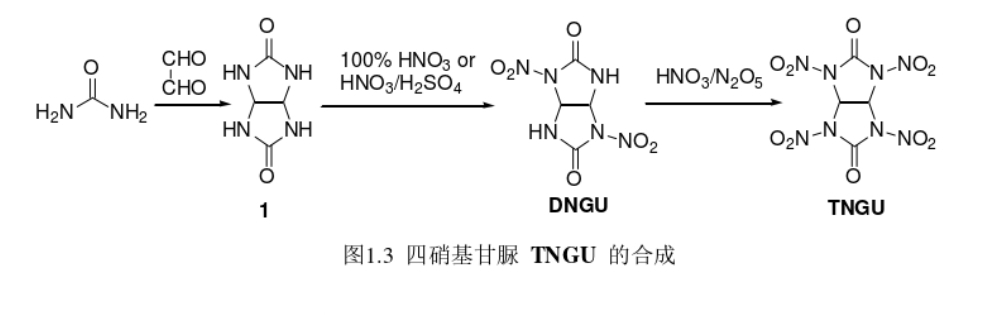 O
H₂N NH₂
CHO
CHO
O
HN NH
HN NH
O
1
100% HNO₃ or
HNO₃/H₂SO₄
O
O₂N N NH
HN N NO₂
O
DNGU
HNO₃/N₂O₅
O
O₂N N N NO₂
O₂N N N NO₂
O
TNGU
图1.3 四硝基甘脲 TNGU 的合成